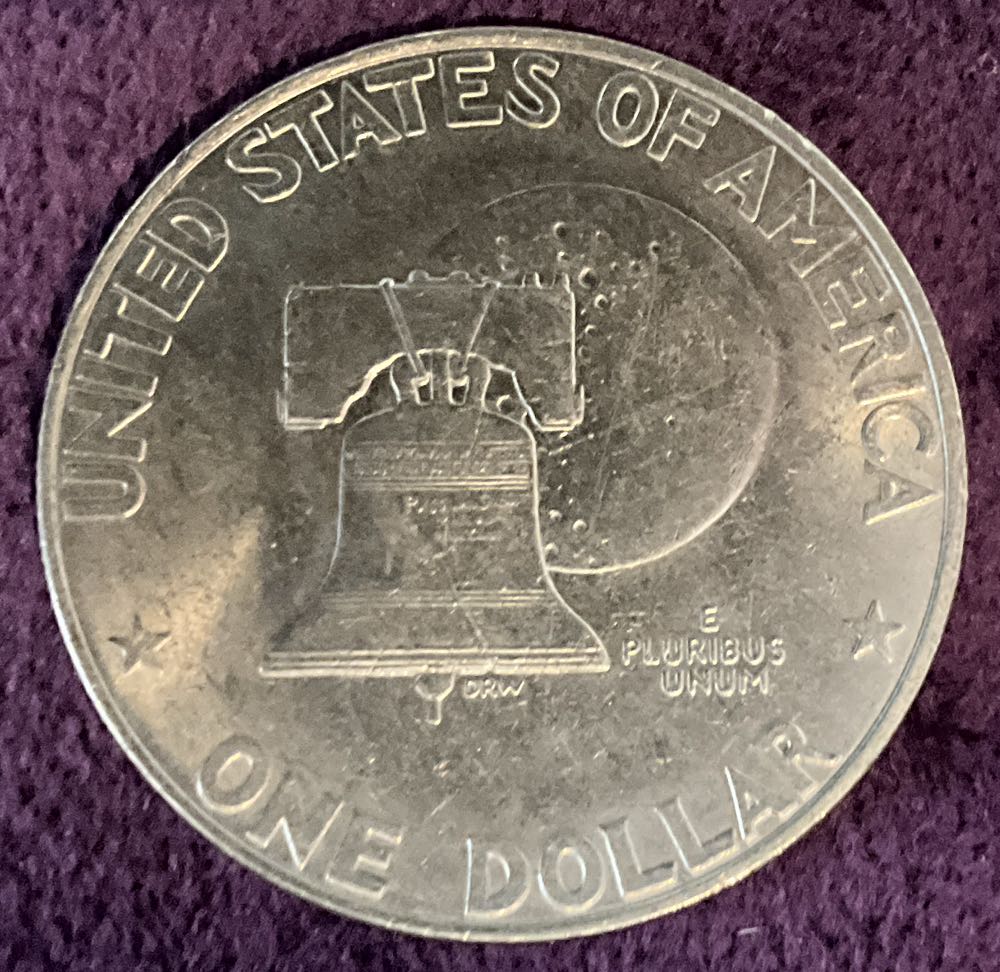 UNITED STATES OF AMERICA
DRW
E
PLURIBUS
UNUM
ONE DOLLAR